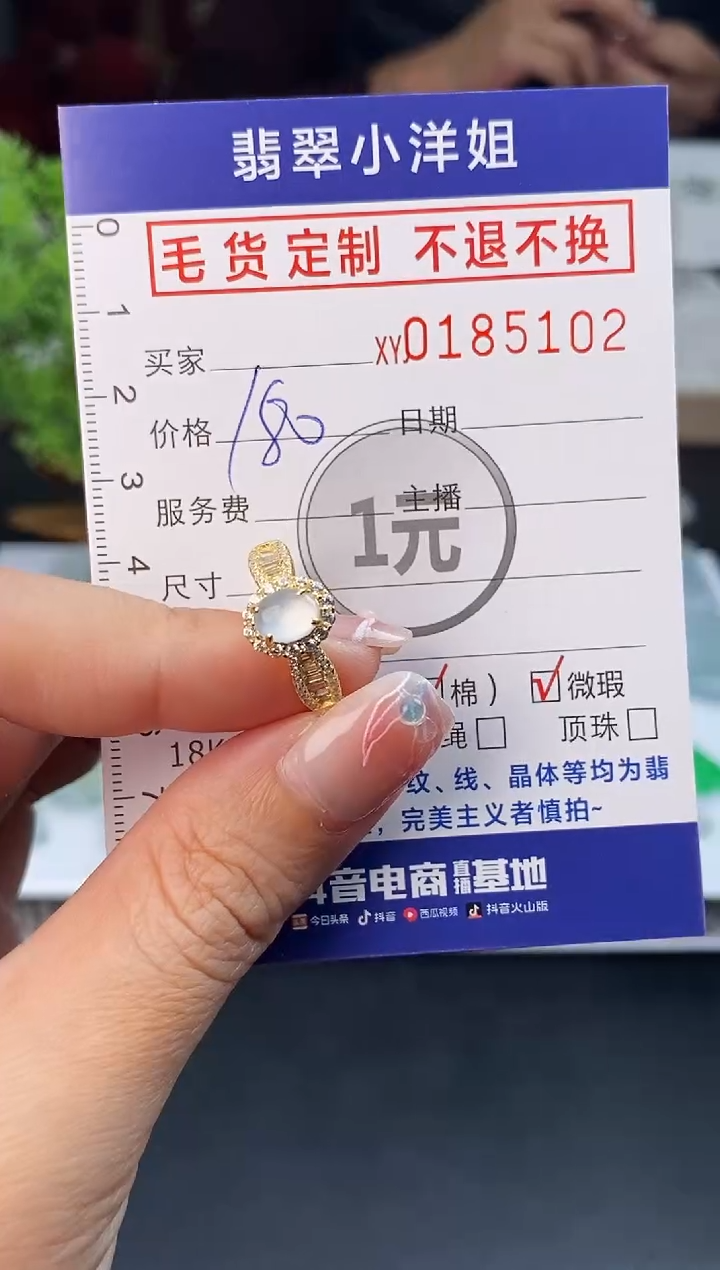 翡翠小洋姐
毛货定制 不退不换
买家 XY0185102
价格 180 日期
服务费 主播
1元
尺寸
棉） 微瑕
绳 顶珠
18K
纹、线、晶体等均为翡
，完美主义者慎拍~
抖音电商直播基地
今日头条 抖音 西瓜视频 抖音火山版
0
1
2
3
4